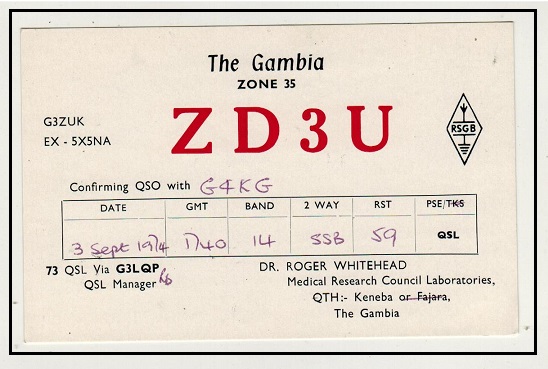 The Gambia
ZONE 35
G3ZUK
EX - 5X5NA
ZD3U
RSGB
Confirming QSO with G4KG
DATE GMT BAND 2 WAY RST PSE/TKS
3 Sept 1974 1740 14 SSB 59 QSL
73 QSL Via G3LQP
QSL Manager
DR. ROGER WHITEHEAD
Medical Research Council Laboratories,
QTH:- Keneba or Fajara,
The Gambia